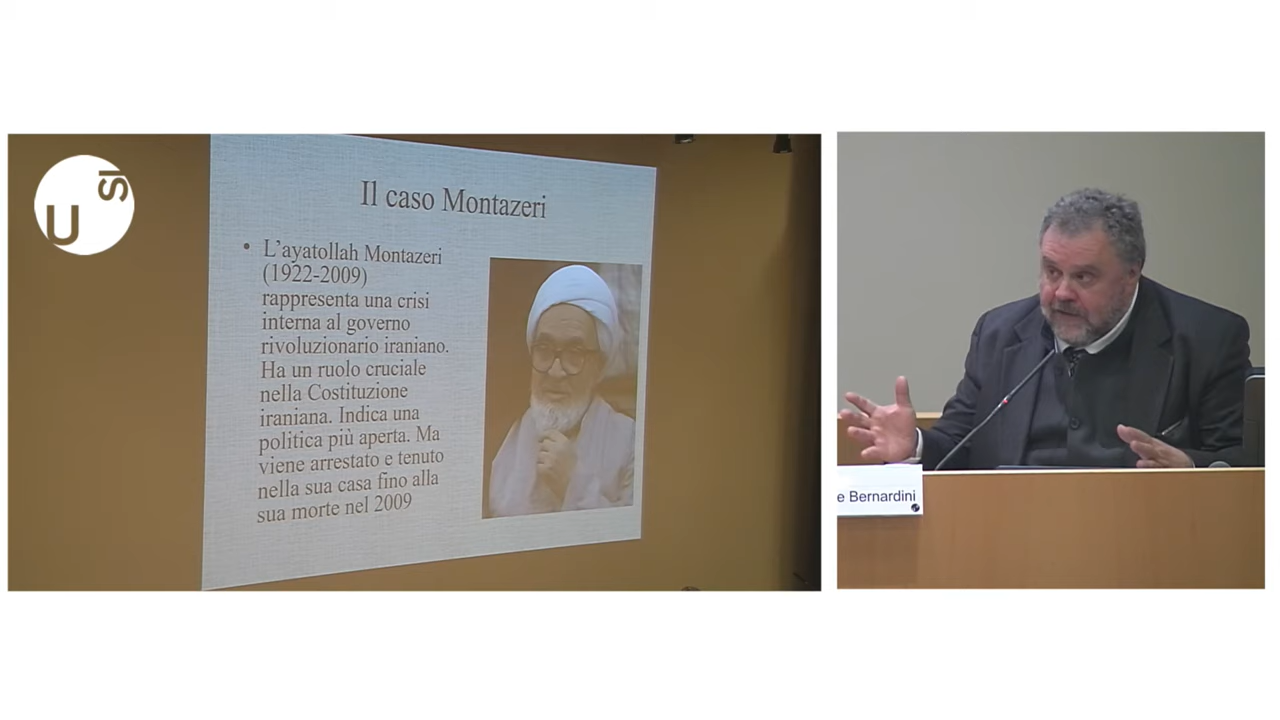 U
SI
Il caso Montazeri
• L'ayatollah Montazeri
(1922-2009)
rappresenta una crisi
interna al governo
rivoluzionario iraniano.
Ha un ruolo cruciale
nella Costituzione
iraniana. Indica una
politica più aperta. Ma
viene arrestato e tenuto
nella sua casa fino alla
sua morte nel 2009
e Bernardini